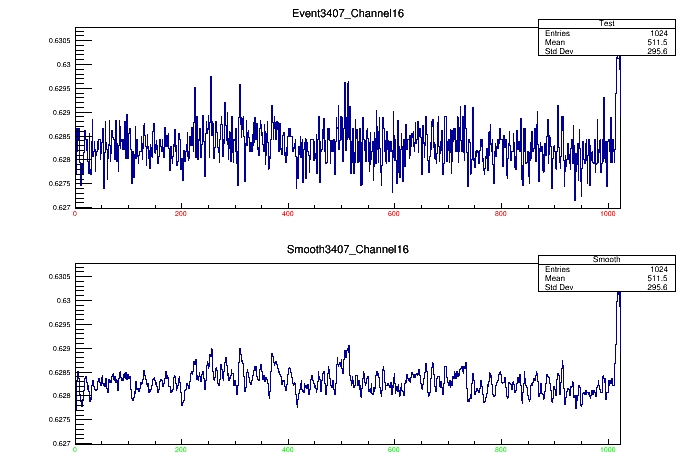 Event3407_Channel16
Test
Entries 1024
Mean 511.5
Std Dev 295.6
0.6305
0.63
0.6295
0.629
0.6285
0.628
0.6275
0.627
0 200 400 600 800 1000
Smooth3407_Channel16
Smooth
Entries 1024
Mean 511.5
Std Dev 295.6
0.6305
0.63
0.6295
0.629
0.6285
0.628
0.6275
0.627
0 200 400 600 800 1000